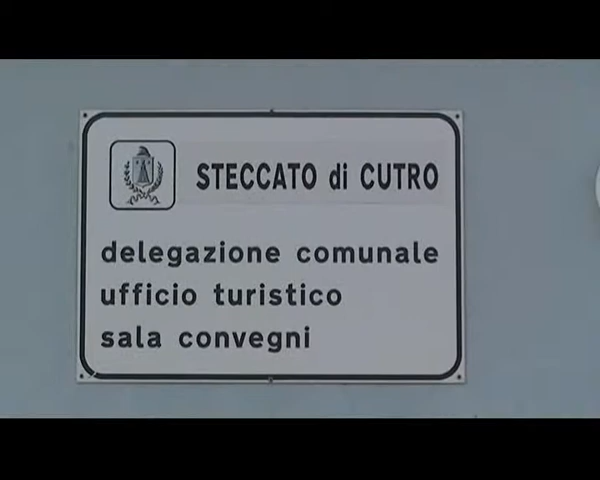 STECCATO di CUTRO
delegazione comunale
ufficio turistico
sala convegni